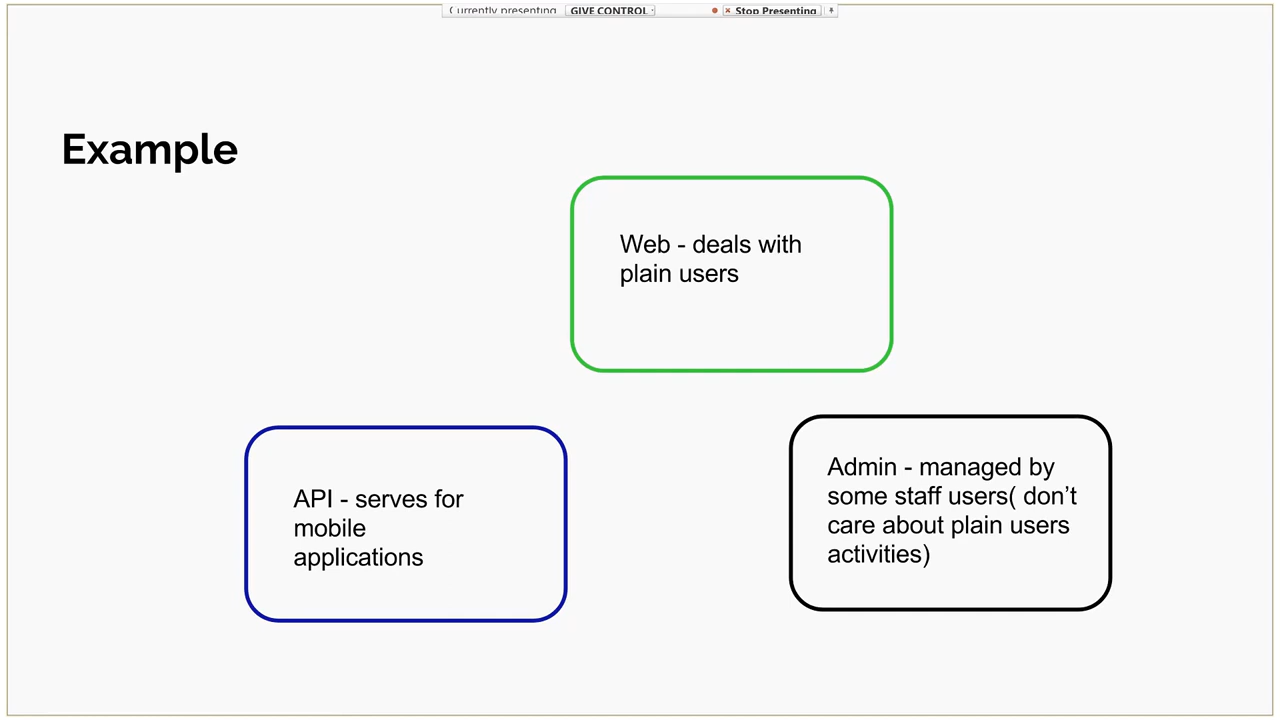 Currently presenting GIVE CONTROL Stop Presenting
Example
Web - deals with
plain users
API - serves for
mobile
applications
Admin - managed by
some staff users( don’t
care about plain users
activities)